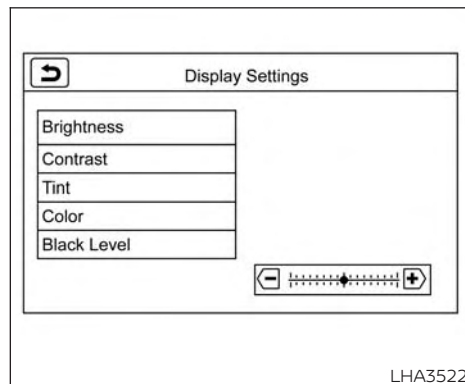 Display Settings
Brightness
Contrast
Tint
Color
Black Level
LHA3522